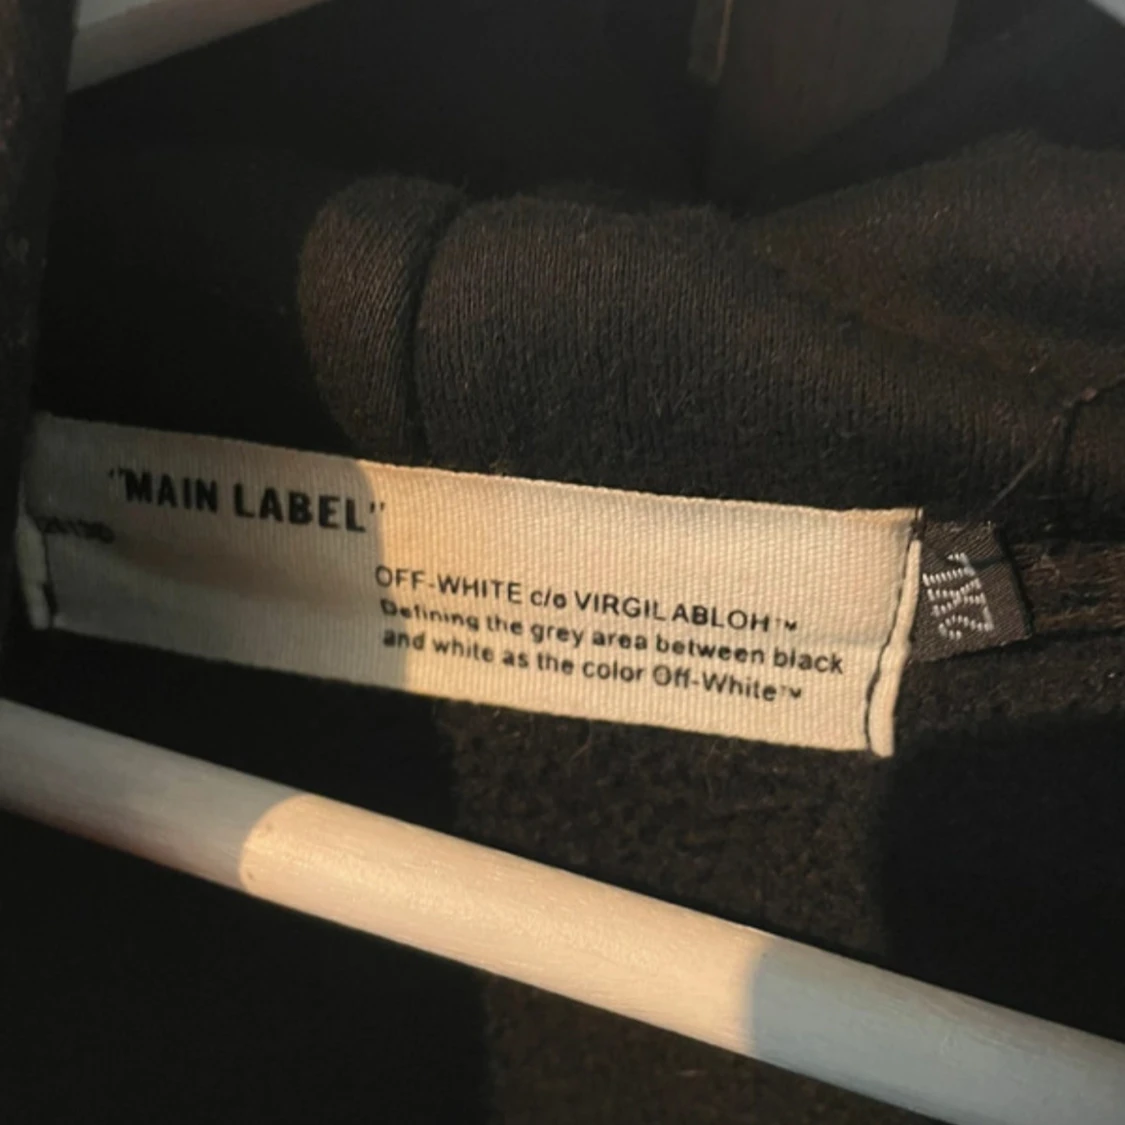 "MAIN LABEL"
OFF-WHITE c/o VIRGIL ABLOH™
Defining the grey area between black
and white as the color Off-White™
2XL